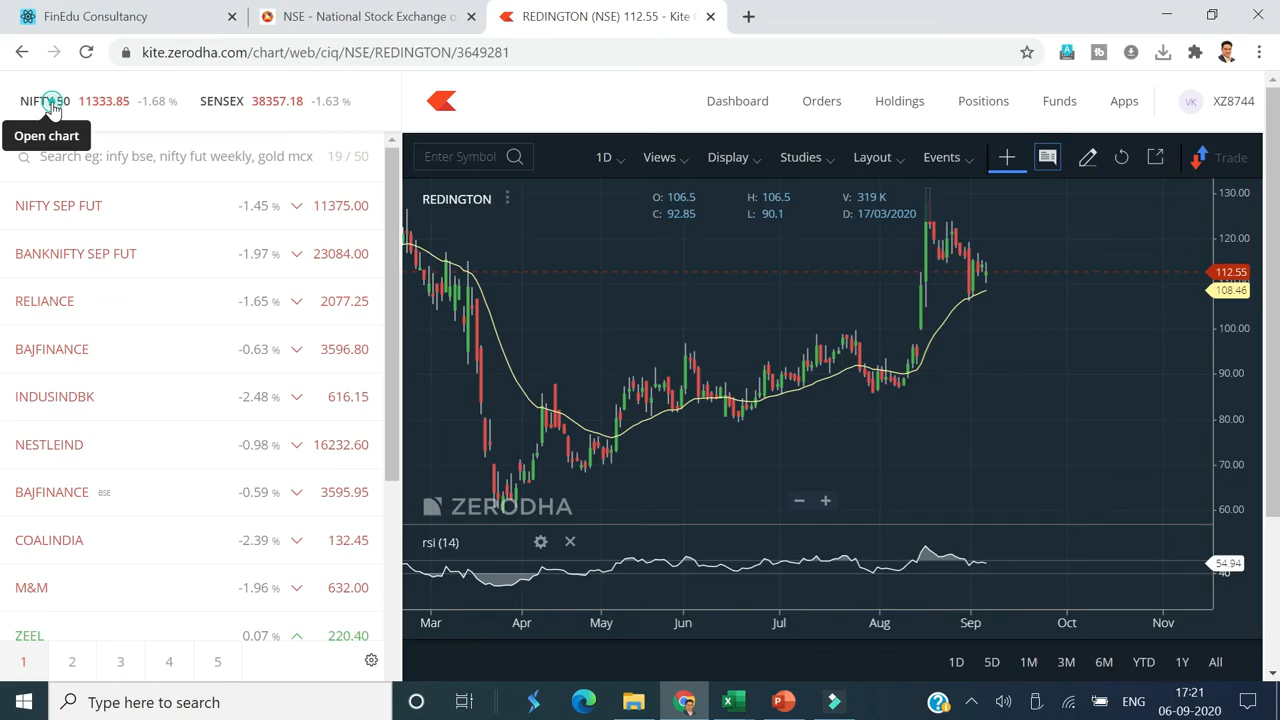 FinEdu Consultancy
NSE - National Stock Exchange o
REDINGTON (NSE) 112.55 - Kite
kite.zerodha.com/chart/web/ciq/NSE/REDINGTON/3649281
NIFTY 50 11333.85 -1.68 % SENSEX 38357.18 -1.63 %
Dashboard Orders Holdings Positions Funds Apps VK XZ8744
Open chart
Search eg: infy bse, nifty fut weekly, gold mcx 19 / 50
Enter Symbol 1D Views Display Studies Layout Events Trade
NIFTY SEP FUT -1.45 % 11375.00
BANKNIFTY SEP FUT -1.97 % 23084.00
RELIANCE -1.65 % 2077.25
BAJFINANCE -0.63 % 3596.80
INDUSINDBK -2.48 % 616.15
NESTLEIND -0.98 % 16232.60
BAJFINANCE BSE -0.59 % 3595.95
COALINDIA -2.39 % 132.45
M&M -1.96 % 632.00
ZEEL 0.07 % 220.40
1 2 3 4 5
REDINGTON
O: 106.5 H: 106.5 V: 319 K
C: 92.85 L: 90.1 D: 17/03/2020
130.00
120.00
112.55
108.46
100.00
90.00
80.00
70.00
60.00
ZERODHA
rsi (14)
54.94
40
Mar Apr May Jun Jul Aug Sep Oct Nov
1D 5D 1M 3M 6M YTD 1Y All
Type here to search
ENG
17:21
06-09-2020